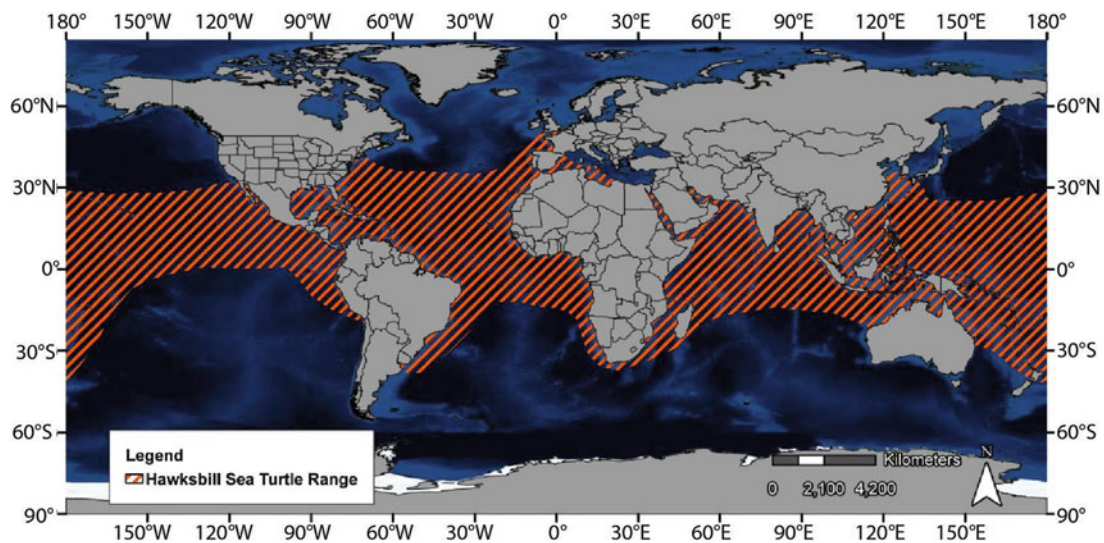 180° 150°W 120°W 90°W 60°W 30°W 0° 30°E 60°E 90°E 120°E 150°E 180°
60°N 60°N
30°N 30°N
0° 0°
30°S 30°S
60°S 60°S
Legend
Hawksbill Sea Turtle Range
N
Kilometers
0 2,100 4,200
90° 90°
150°W 120°W 90°W 60°W 30°W 0° 30°E 60°E 90°E 120°E 150°E